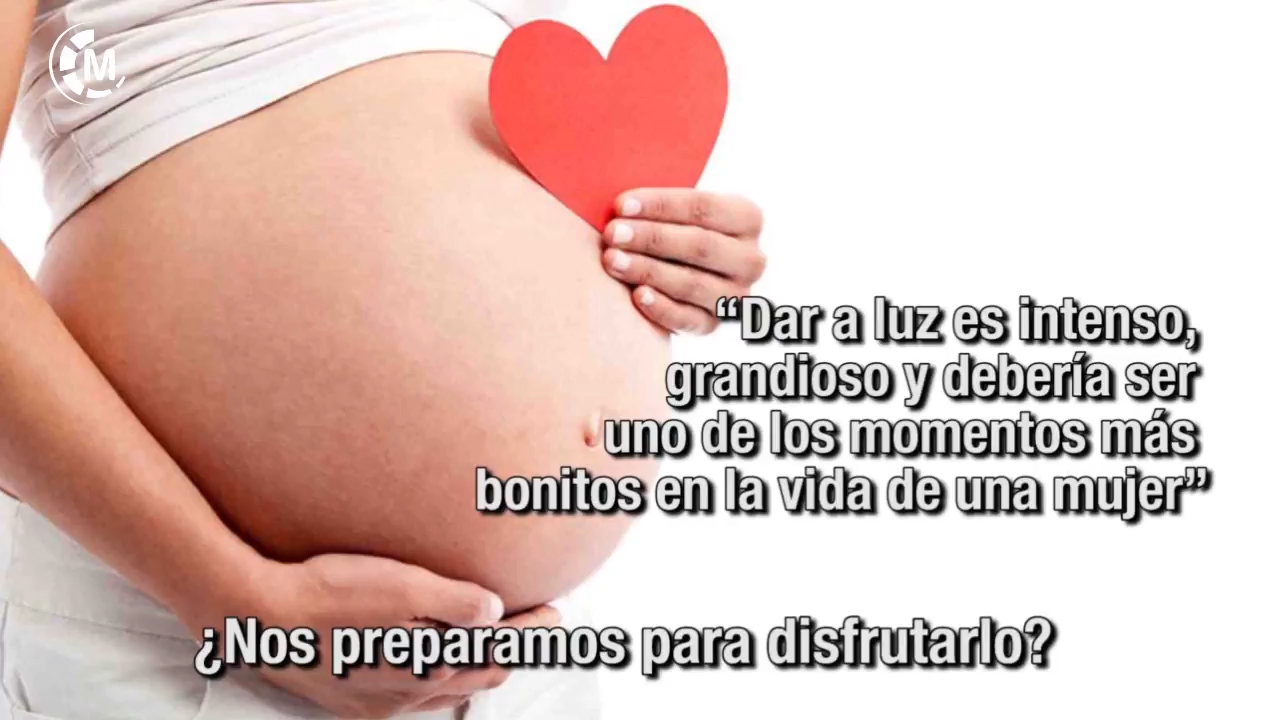 M
“Dar a luz es intenso,
grandioso y debería ser
uno de los momentos más
bonitos en la vida de una mujer”
¿Nos preparamos para disfrutarlo?